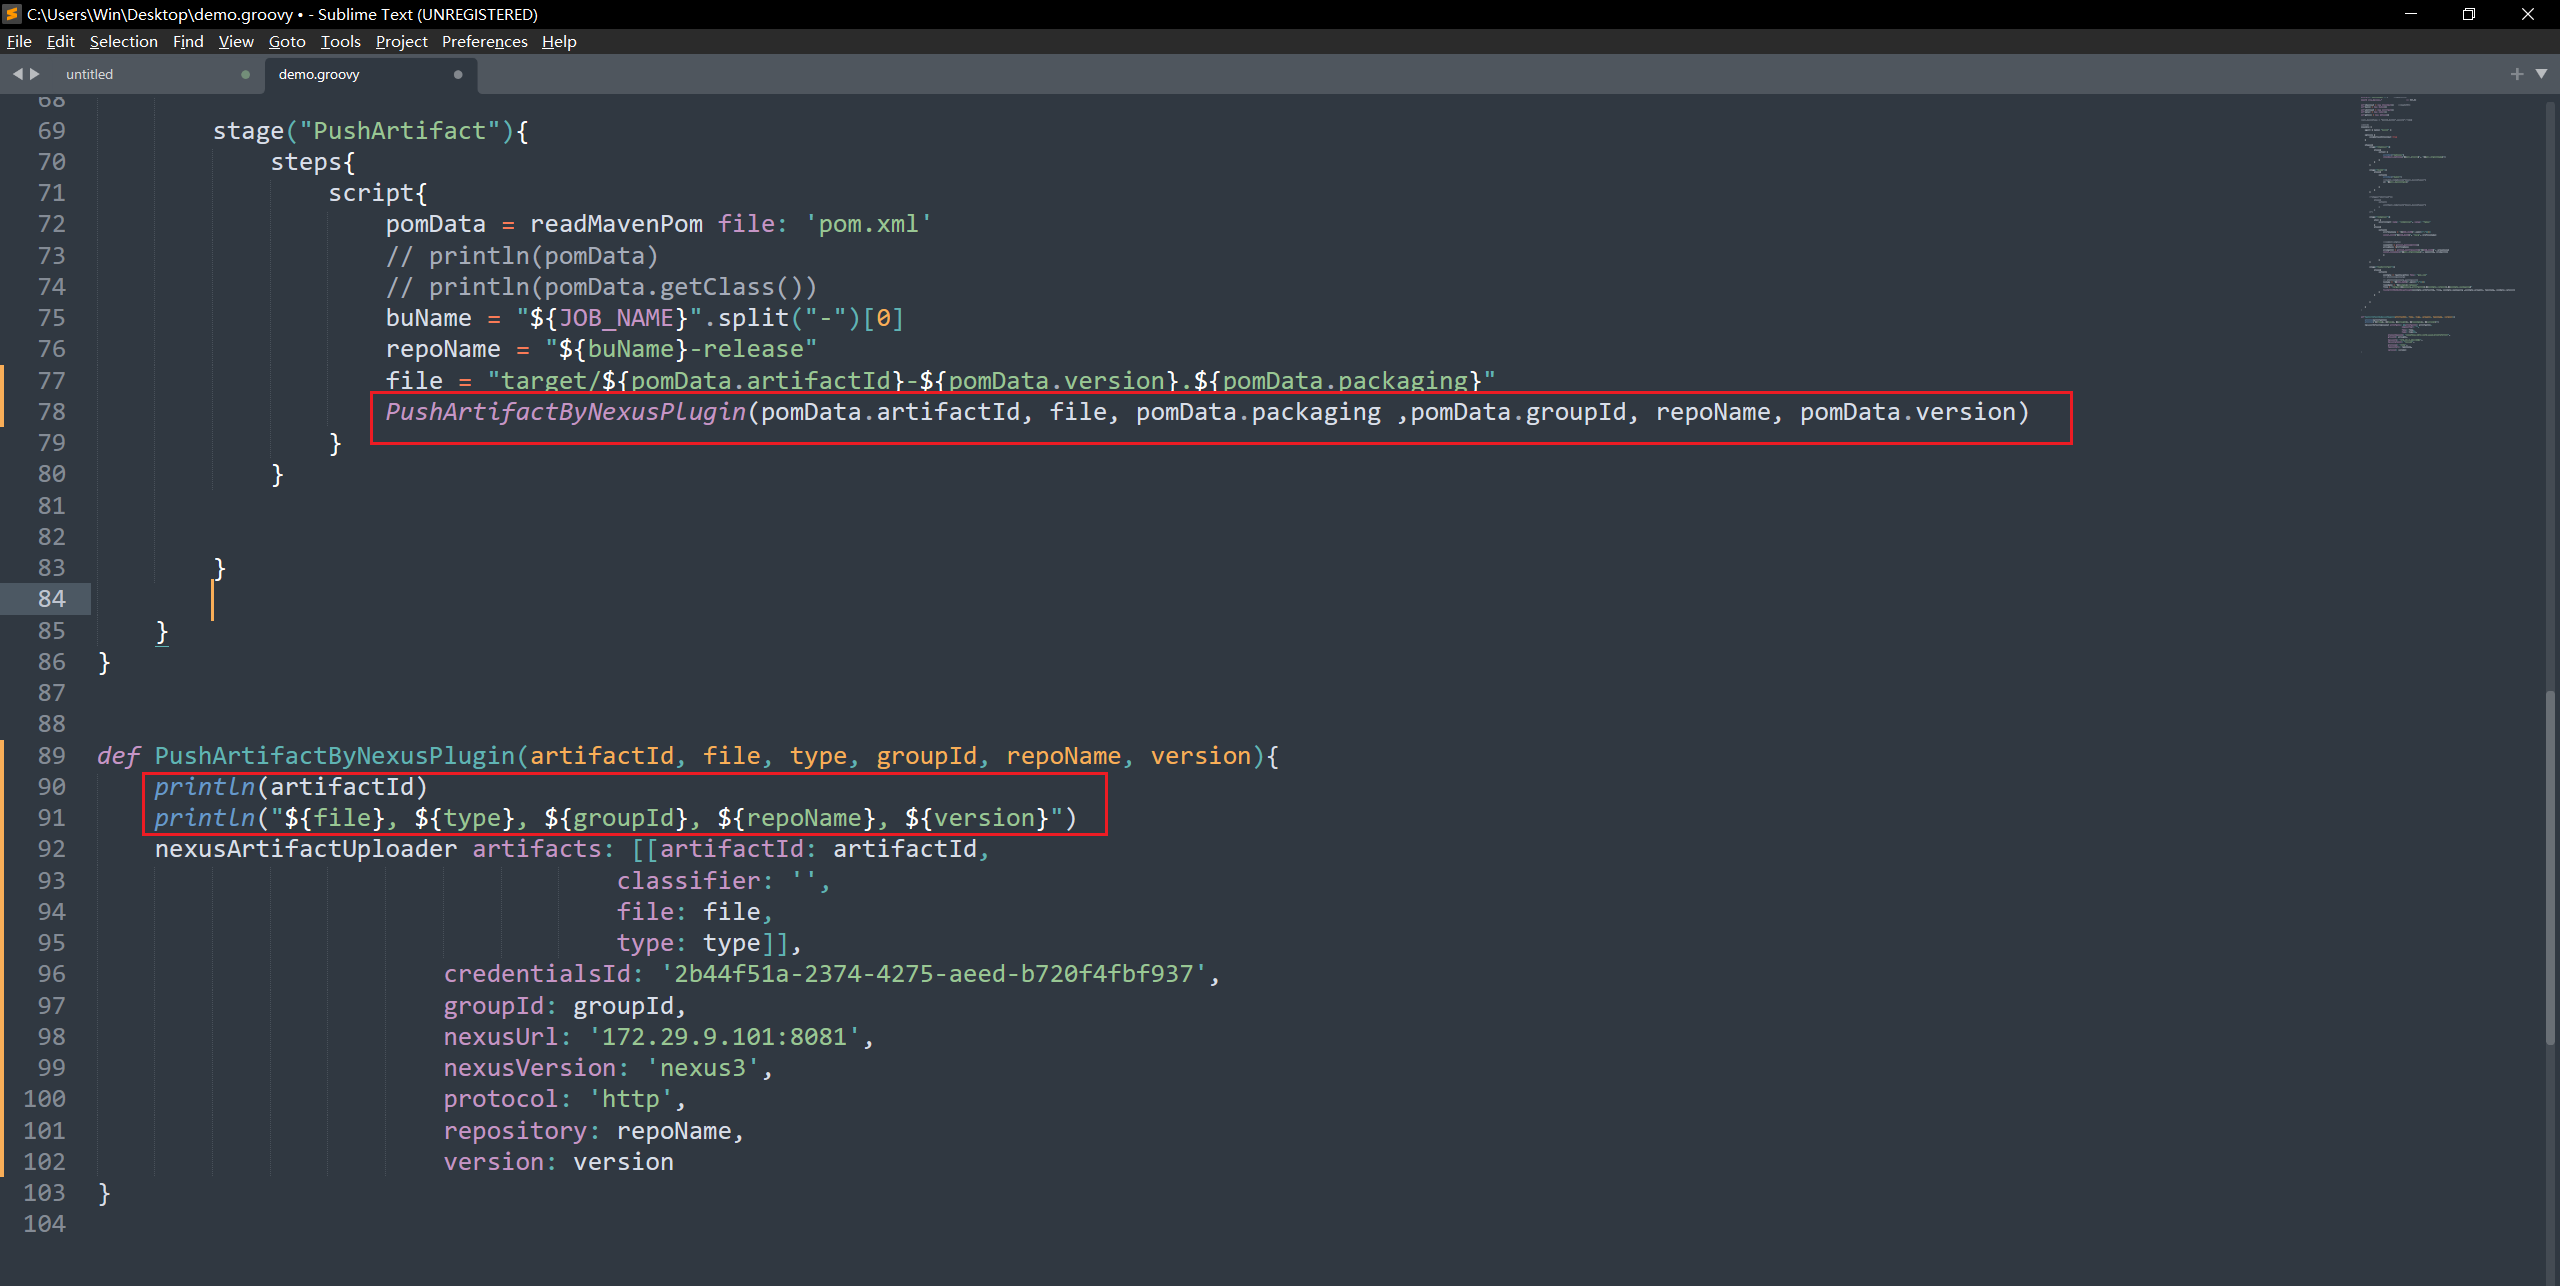 C:\Users\Win\Desktop\demo.groovy • - Sublime Text (UNREGISTERED)
File Edit Selection Find View Goto Tools Project Preferences Help
untitled
demo.groovy
68
69 stage("PushArtifact"){
70 steps{
71 script{
72 pomData = readMavenPom file: 'pom.xml'
73 // println(pomData)
74 // println(pomData.getClass())
75 buName = "${JOB_NAME}".split("-")[0]
76 repoName = "${buName}-release"
77 file = "target/${pomData.artifactId}-${pomData.version}.${pomData.packaging}"
78 PushArtifactByNexusPlugin(pomData.artifactId, file, pomData.packaging ,pomData.groupId, repoName, pomData.version)
79 }
80 }
81
82
83 }
84
85 }
86 }
87
88
89 def PushArtifactByNexusPlugin(artifactId, file, type, groupId, repoName, version){
90 println(artifactId)
91 println("${file}, ${type}, ${groupId}, ${repoName}, ${version}")
92 nexusArtifactUploader artifacts: [[artifactId: artifactId,
93 classifier: '',
94 file: file,
95 type: type]],
96 credentialsId: '2b44f51a-2374-4275-aeed-b720f4fbf937',
97 groupId: groupId,
98 nexusUrl: '172.29.9.101:8081',
99 nexusVersion: 'nexus3',
100 protocol: 'http',
101 repository: repoName,
102 version: version
103 }
104